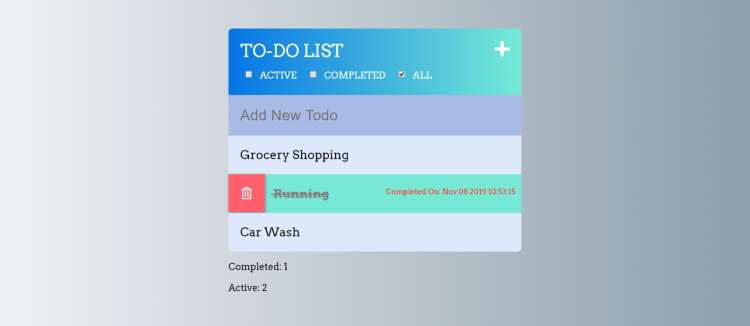 TO-DO LIST
ACTIVE COMPLETED ALL
Add New Todo
Grocery Shopping
Running Completed On: Nov 08 2019 10:53:15
Car Wash
Completed: 1
Active: 2